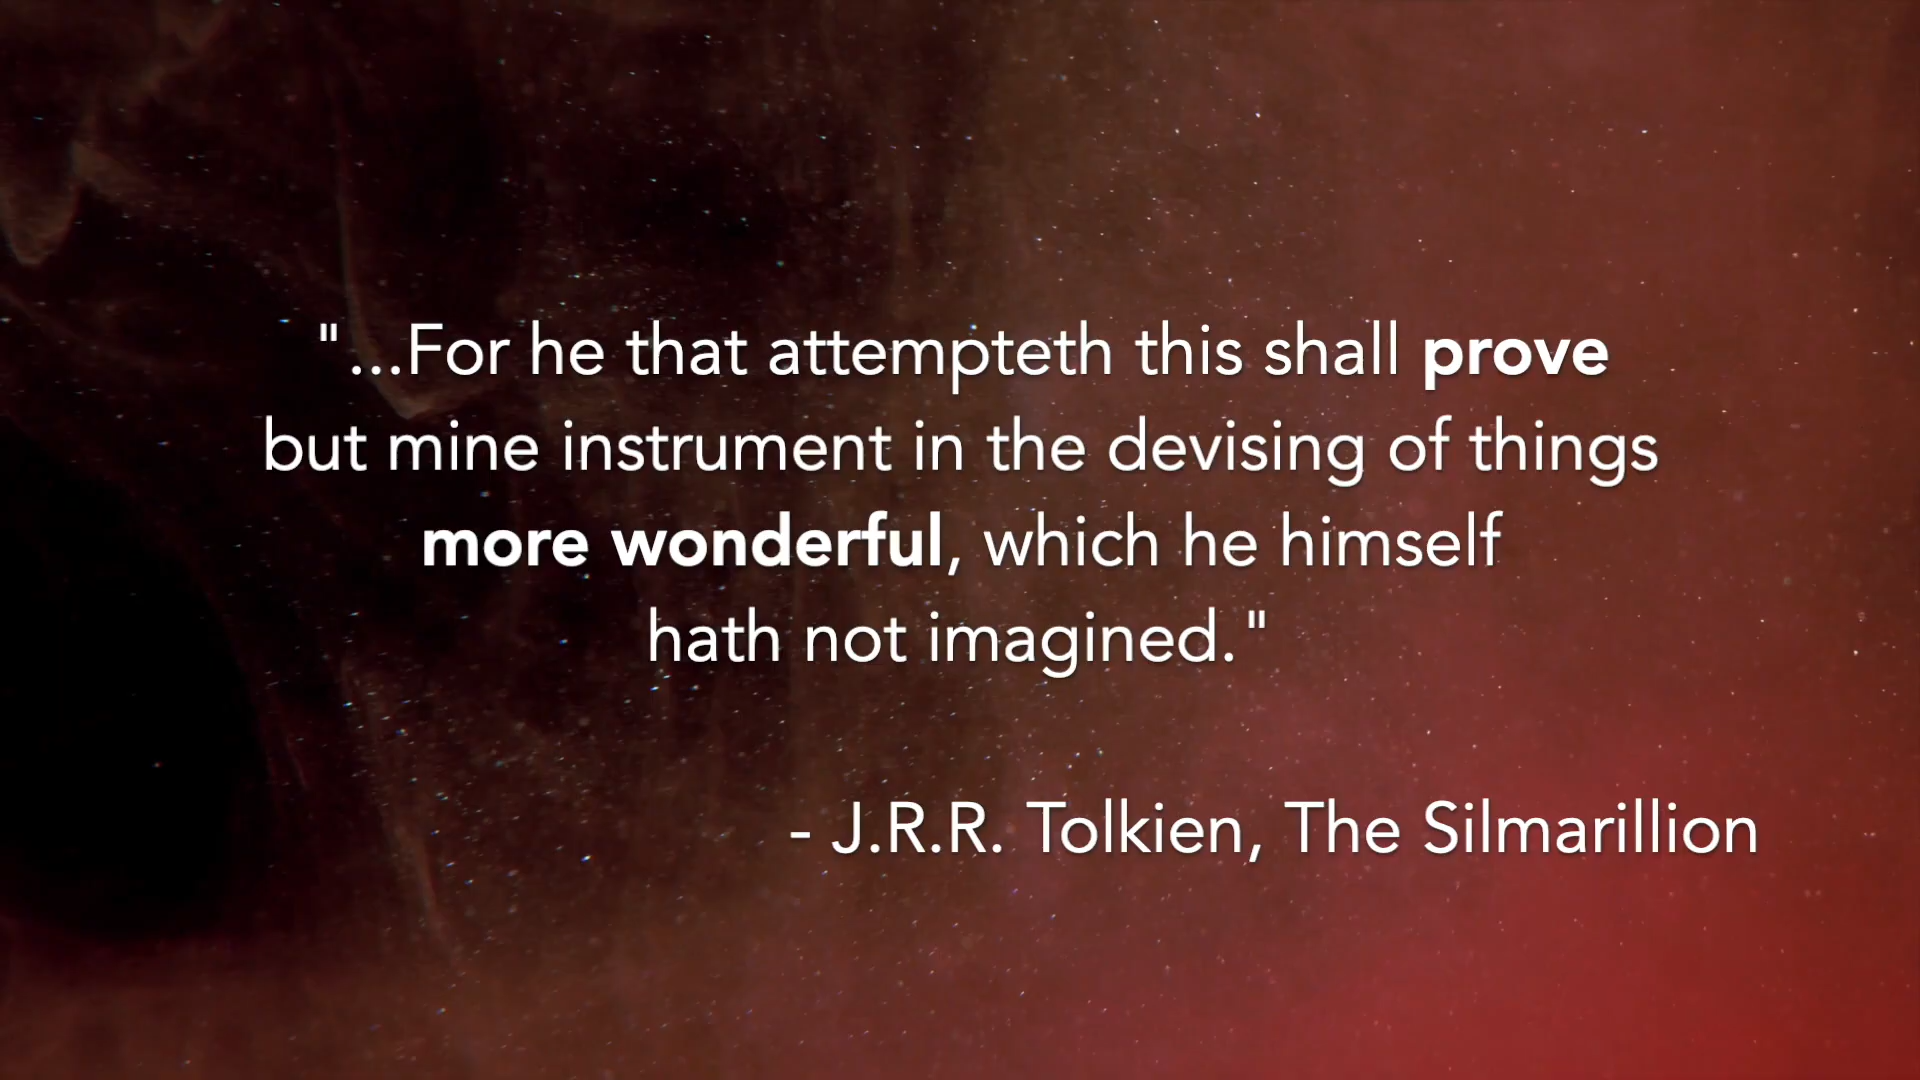 "...For he that attempteth this shall prove
but mine instrument in the devising of things
more wonderful, which he himself
hath not imagined."
- J.R.R. Tolkien, The Silmarillion